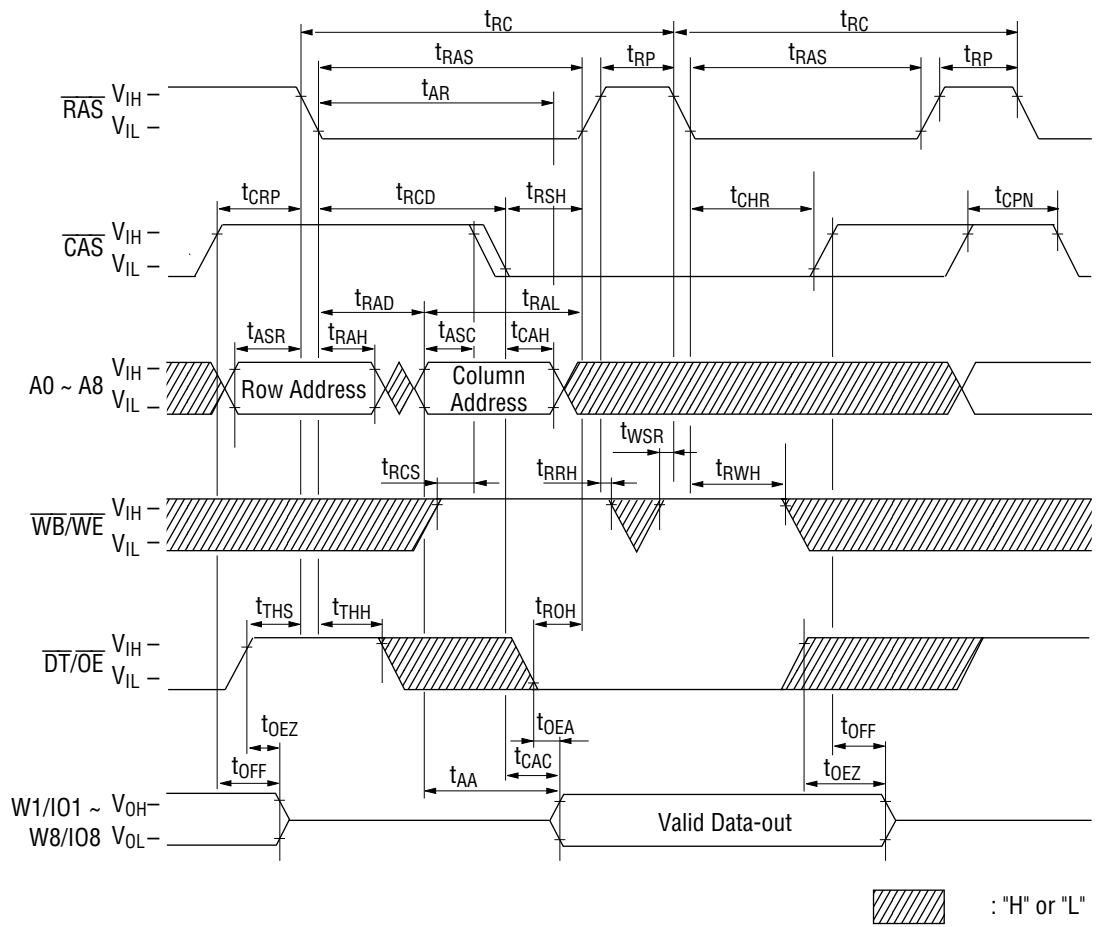 tRC tRC
tRAS tRP tRAS tRP
tAR
RAS VIH
VIL
tCRP tRCD tRSH tCHR tCPN
CAS VIH
VIL
tRAD tRAL
tASR tRAH tASC tCAH
A0 ~ A8 VIH
VIL
Row Address
Column
Address
tWSR
tRCS tRRH tRWH
WB/WE VIH
VIL
tTHS tTHH tROH
DT/OE VIH
VIL
tOEZ tOEA tOFF
tOFF tCAC tOEZ
tAA
W1/IO1 ~ VOH
W8/IO8 VOL
Valid Data-out
: "H" or "L"